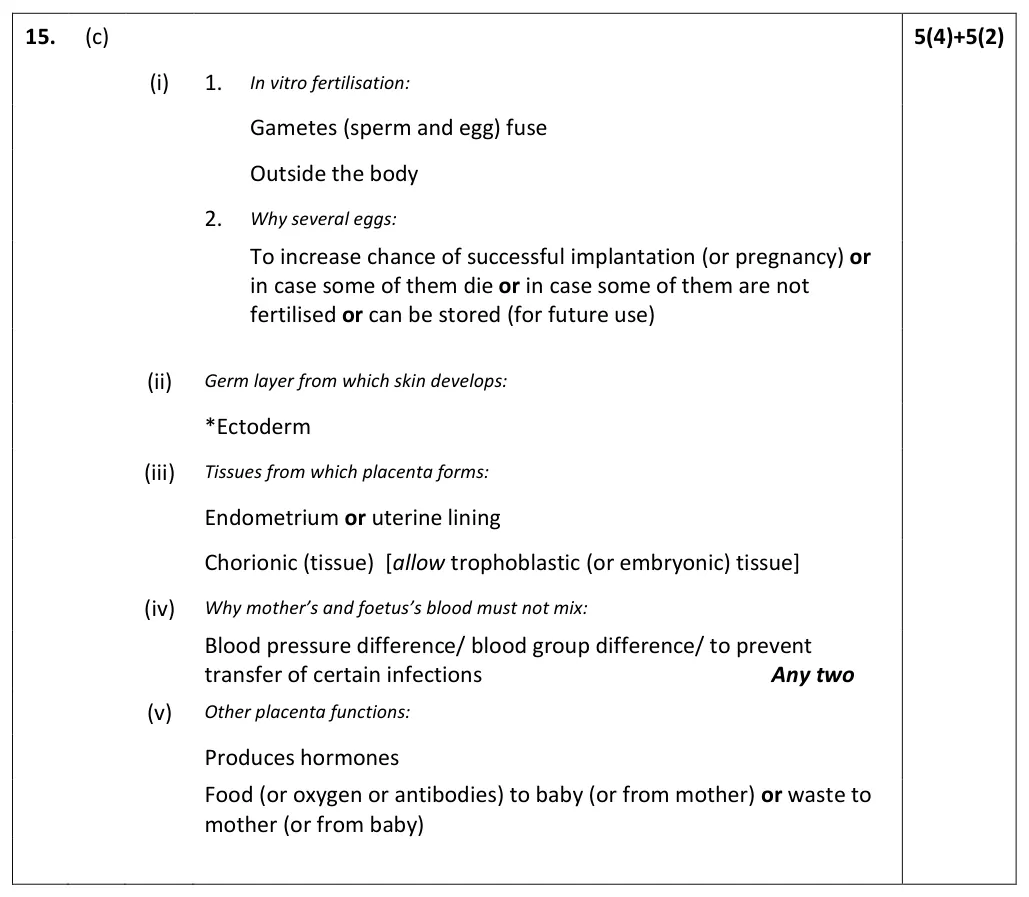 15. (c) 5(4)+5(2)
(i) 1. In vitro fertilisation:
Gametes (sperm and egg) fuse
Outside the body
2. Why several eggs:
To increase chance of successful implantation (or pregnancy) or
in case some of them die or in case some of them are not
fertilised or can be stored (for future use)
(ii) Germ layer from which skin develops:
*Ectoderm
(iii) Tissues from which placenta forms:
Endometrium or uterine lining
Chorionic (tissue) [allow trophoblastic (or embryonic) tissue]
(iv) Why mother’s and foetus’s blood must not mix:
Blood pressure difference/ blood group difference/ to prevent
transfer of certain infections Any two
(v) Other placenta functions:
Produces hormones
Food (or oxygen or antibodies) to baby (or from mother) or waste to
mother (or from baby)